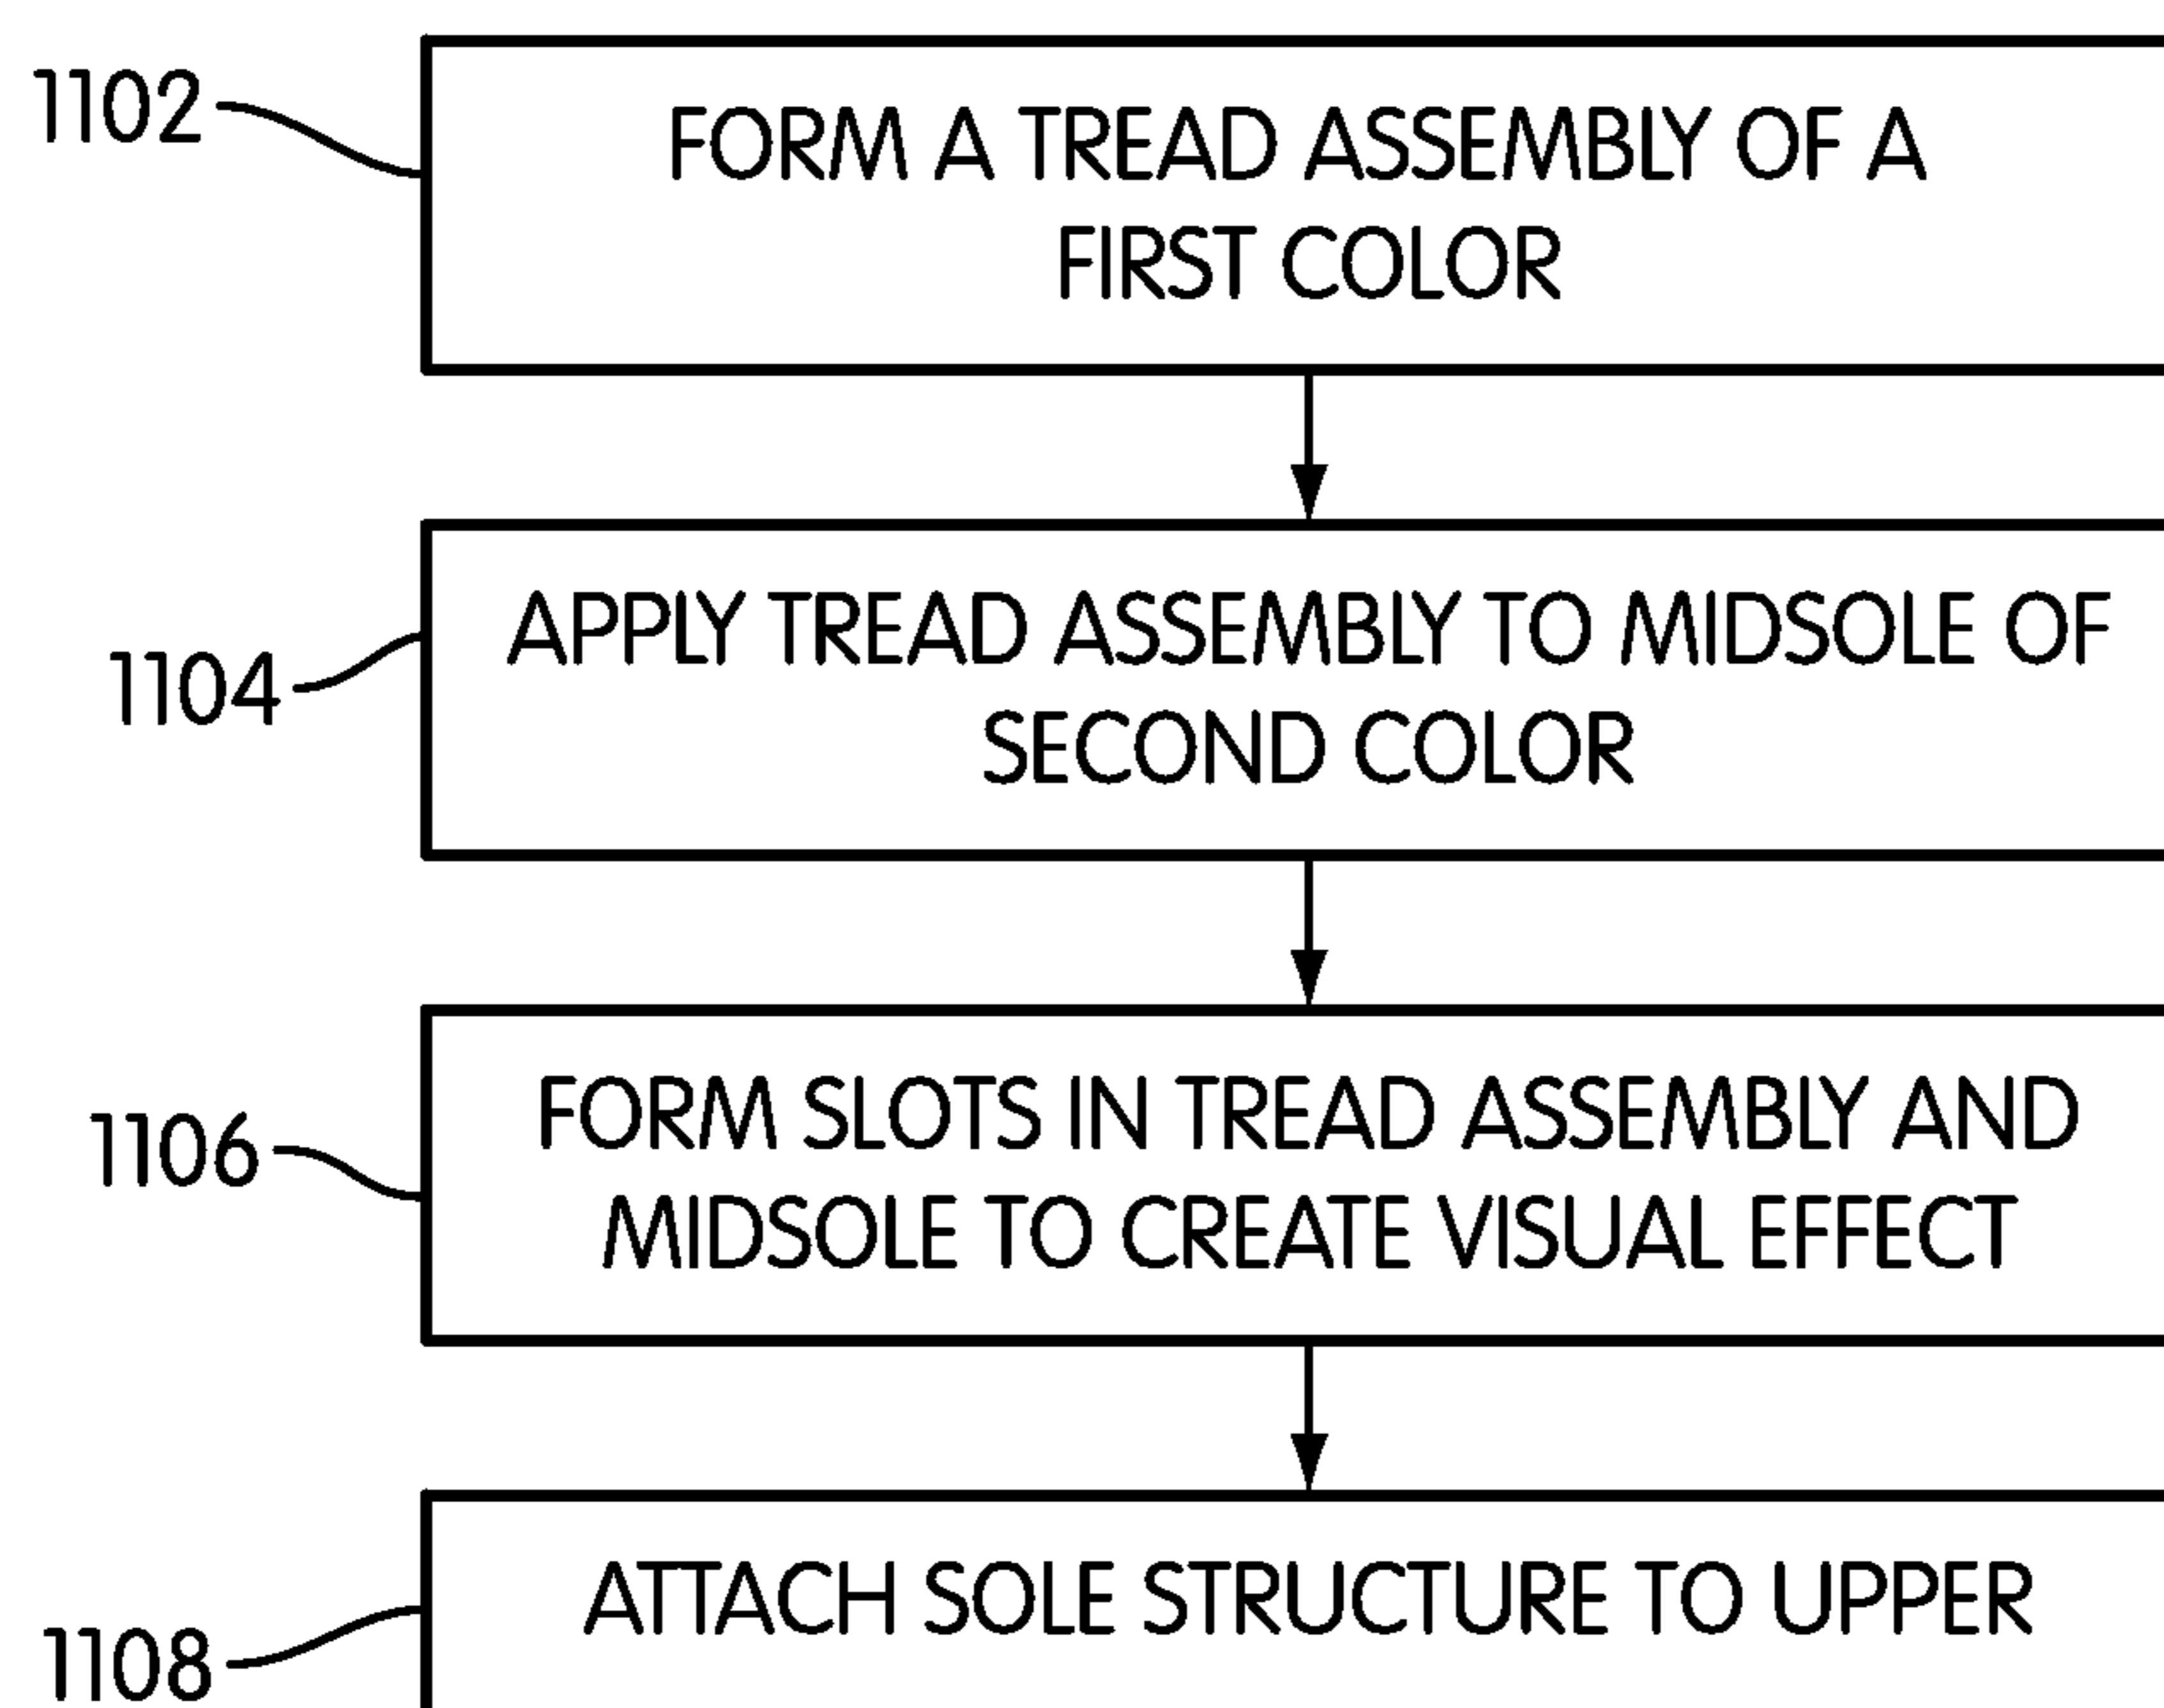 1102
FORM A TREAD ASSEMBLY OF A
FIRST COLOR
1104
APPLY TREAD ASSEMBLY TO MIDSOLE OF
SECOND COLOR
1106
FORM SLOTS IN TREAD ASSEMBLY AND
MIDSOLE TO CREATE VISUAL EFFECT
1108
ATTACH SOLE STRUCTURE TO UPPER